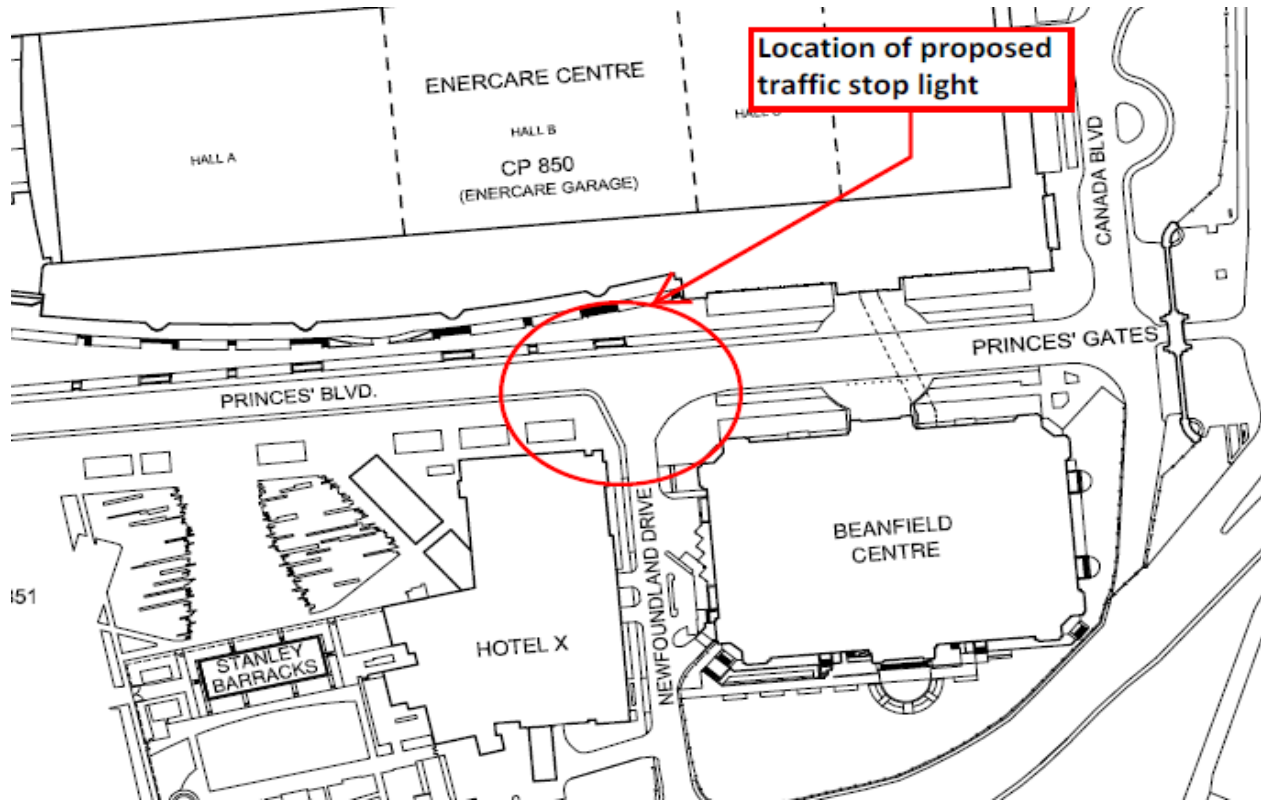 Location of proposed
traffic stop light
ENERCARE CENTRE
HALL A
HALL B
CP 850
(ENERCARE GARAGE)
CANADA BLVD
PRINCES' GATES
PRINCES' BLVD.
NEWFOUNDLAND DRIVE
BEANFIELD
CENTRE
HOTEL X
STANLEY
BARRACKS